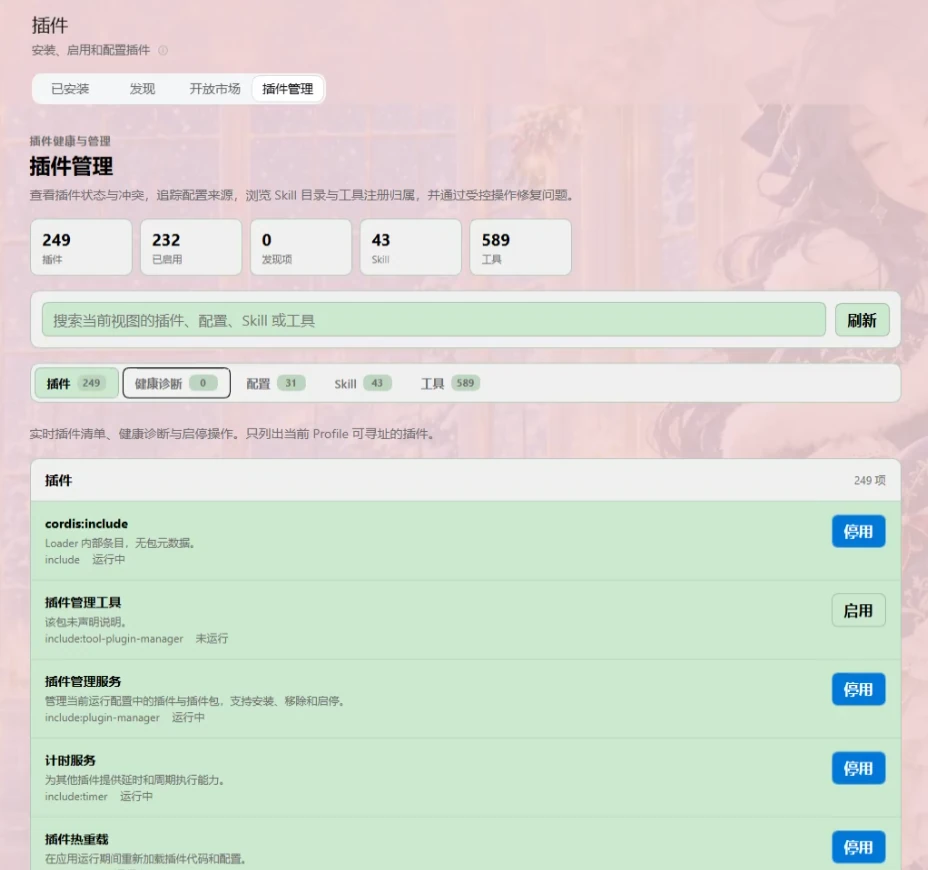 插件
安装、启用和配置插件
已安装 发现 开放市场 插件管理
插件健康与管理
插件管理
查看插件状态与冲突，追踪配置来源，浏览 Skill 目录与工具注册归属，并通过受控操作修复问题。
249 232 0 43 589
插件 已启用 发现项 Skill 工具
搜索当前视图的插件、配置、Skill 或工具 刷新
插件 249 健康诊断 0 配置 31 Skill 43 工具 589
实时插件清单、健康诊断与启停操作。只列出当前 Profile 可寻址的插件。
插件 249 项
cordis:include
Loader 内部条目，无包元数据。 停用
include 运行中
插件管理工具
该包未声明说明。 启用
include:tool-plugin-manager 未运行
插件管理服务
管理当前运行配置中的插件与插件包，支持安装、移除和启停。 停用
include:plugin-manager 运行中
计时服务
为其他插件提供延时和周期执行能力。 停用
include:timer 运行中
插件热重载
在应用运行期间重新加载插件代码和配置。 停用